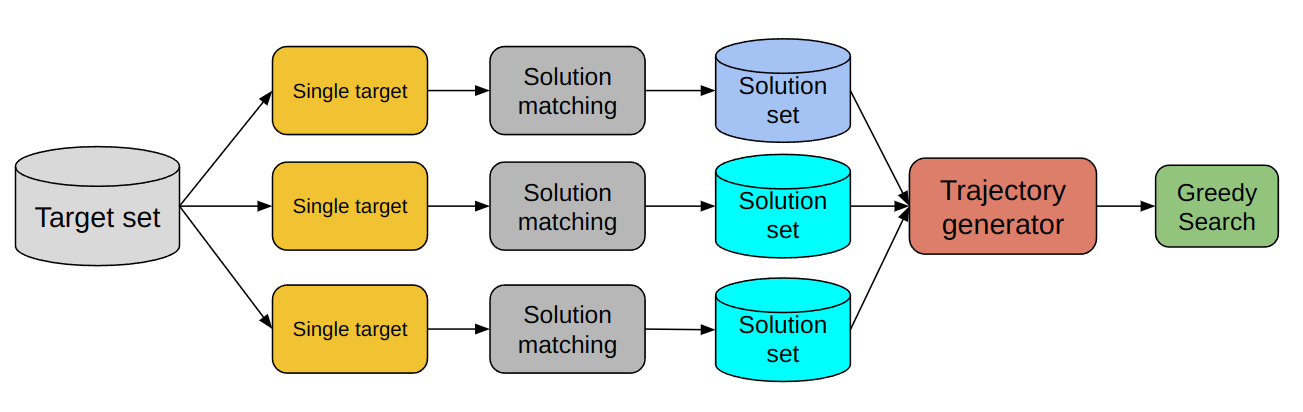 Target set
Single target
Solution
matching
Solution
set
Single target
Solution
matching
Solution
set
Single target
Solution
matching
Solution
set
Trajectory
generator
Greedy
Search